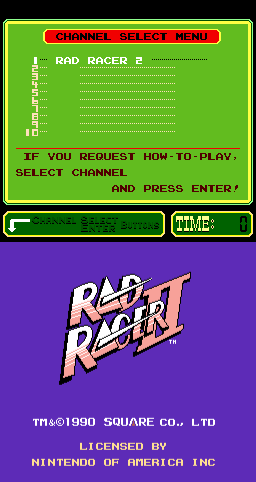 CHANNEL SELECT MENU
1 RAD RACER 2
2
3
4
5
6
7
8
9
10
IF YOU REQUEST HOW-TO-PLAY,
SELECT CHANNEL
AND PRESS ENTER!
CHANNEL SELECT
ENTER BUTTONS
TIME: 0
RAD
RACER II
TM
TM&©1990 SQUARE CO., LTD
LICENSED BY
NINTENDO OF AMERICA INC